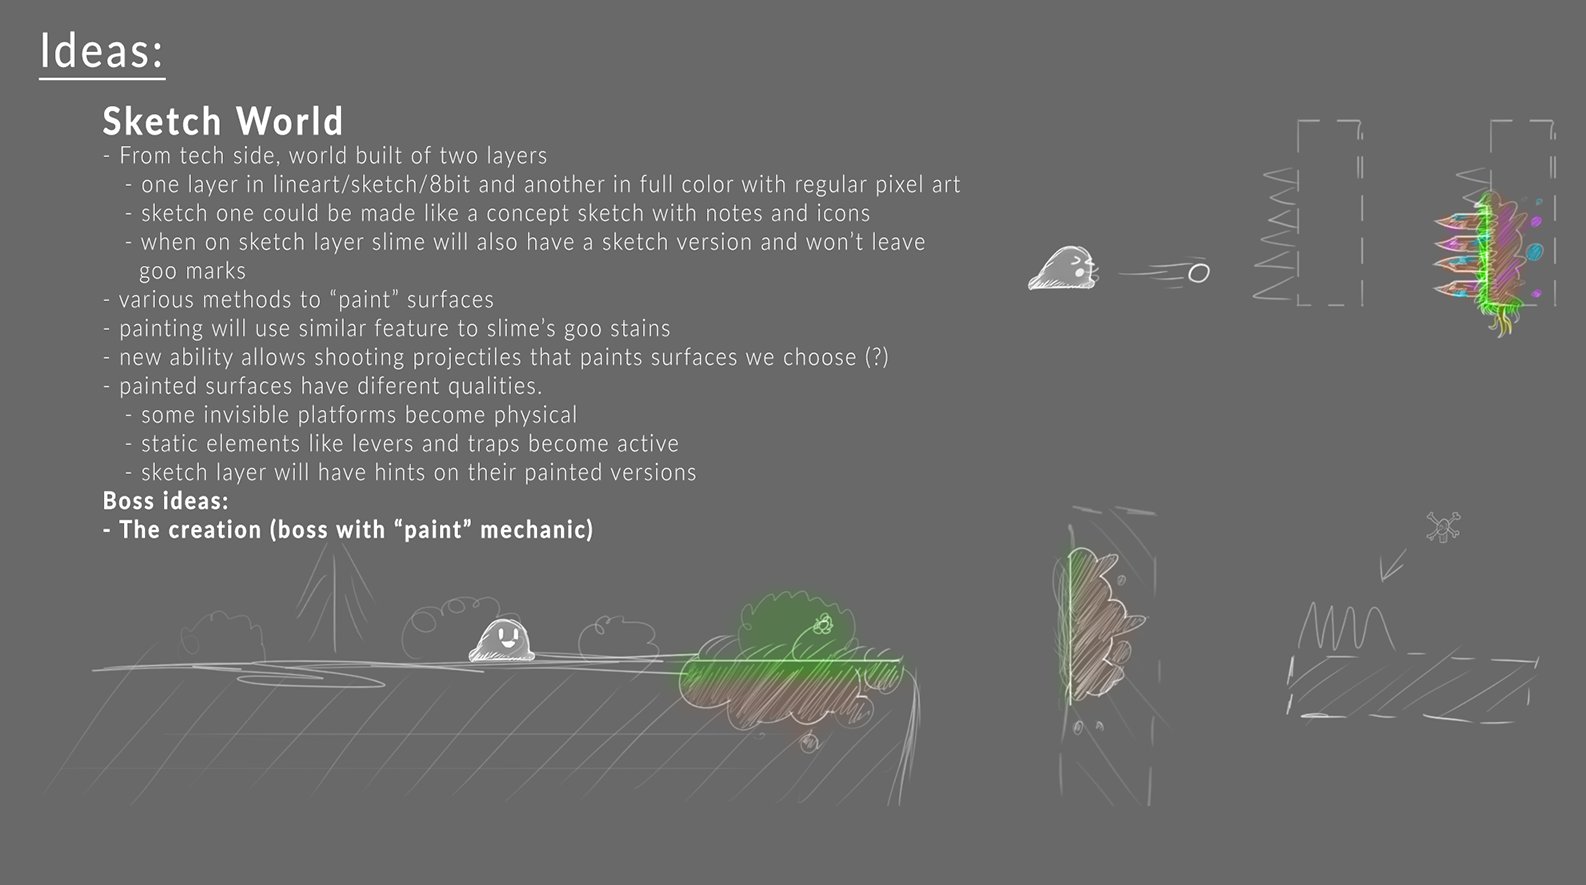 Ideas:
Sketch World
- From tech side, world built of two layers
- one layer in lineart/sketch/8bit and another in full color with regular pixel art
- sketch one could be made like a concept sketch with notes and icons
- when on sketch layer slime will also have a sketch version and won’t leave
goo marks
- various methods to “paint” surfaces
- painting will use similar feature to slime’s goo stains
- new ability allows shooting projectiles that paints surfaces we choose (?)
- painted surfaces have diferent qualities.
- some invisible platforms become physical
- static elements like levers and traps become active
- sketch layer will have hints on their painted versions
Boss ideas:
- The creation (boss with “paint” mechanic)